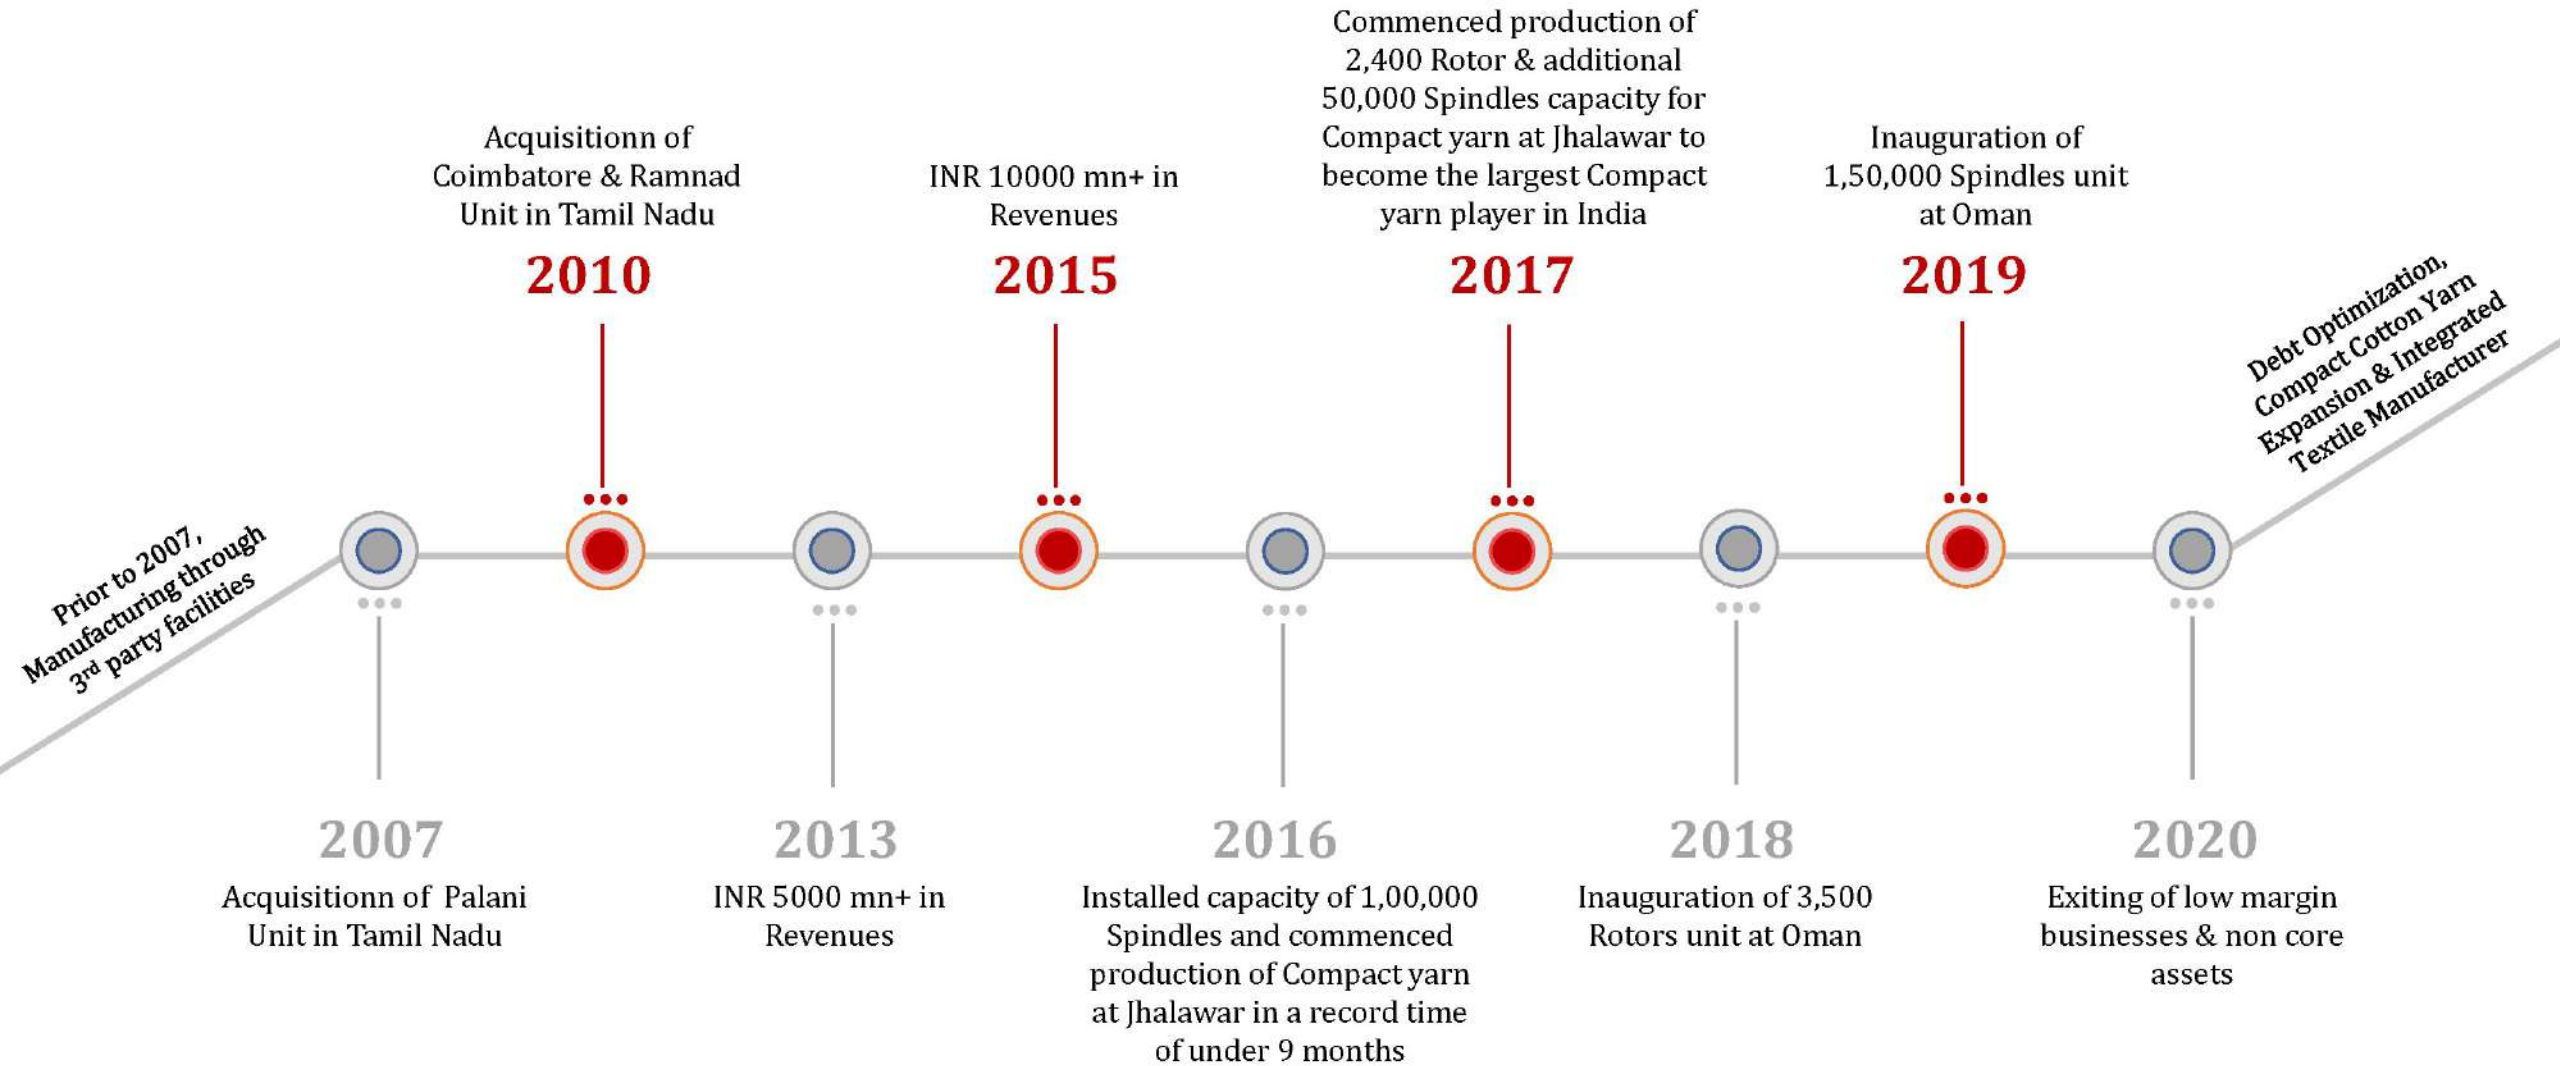 Prior to 2007,
Manufacturing through
3rd party facilities
2007
Acquisitionn of Palani
Unit in Tamil Nadu
Acquisitionn of
Coimbatore & Ramnad
Unit in Tamil Nadu
2010
2013
INR 5000 mn+ in
Revenues
INR 10000 mn+ in
Revenues
2015
2016
Installed capacity of 1,00,000
Spindles and commenced
production of Compact yarn
at Jhalawar in a record time
of under 9 months
Commenced production of
2,400 Rotor & additional
50,000 Spindles capacity for
Compact yarn at Jhalawar to
become the largest Compact
yarn player in India
2017
2018
Inauguration of 3,500
Rotors unit at Oman
Inauguration of
1,50,000 Spindles unit
at Oman
2019
2020
Exiting of low margin
businesses & non core
assets
Debt Optimization,
Compact Cotton Yarn
Expansion & Integrated
Textile Manufacturer